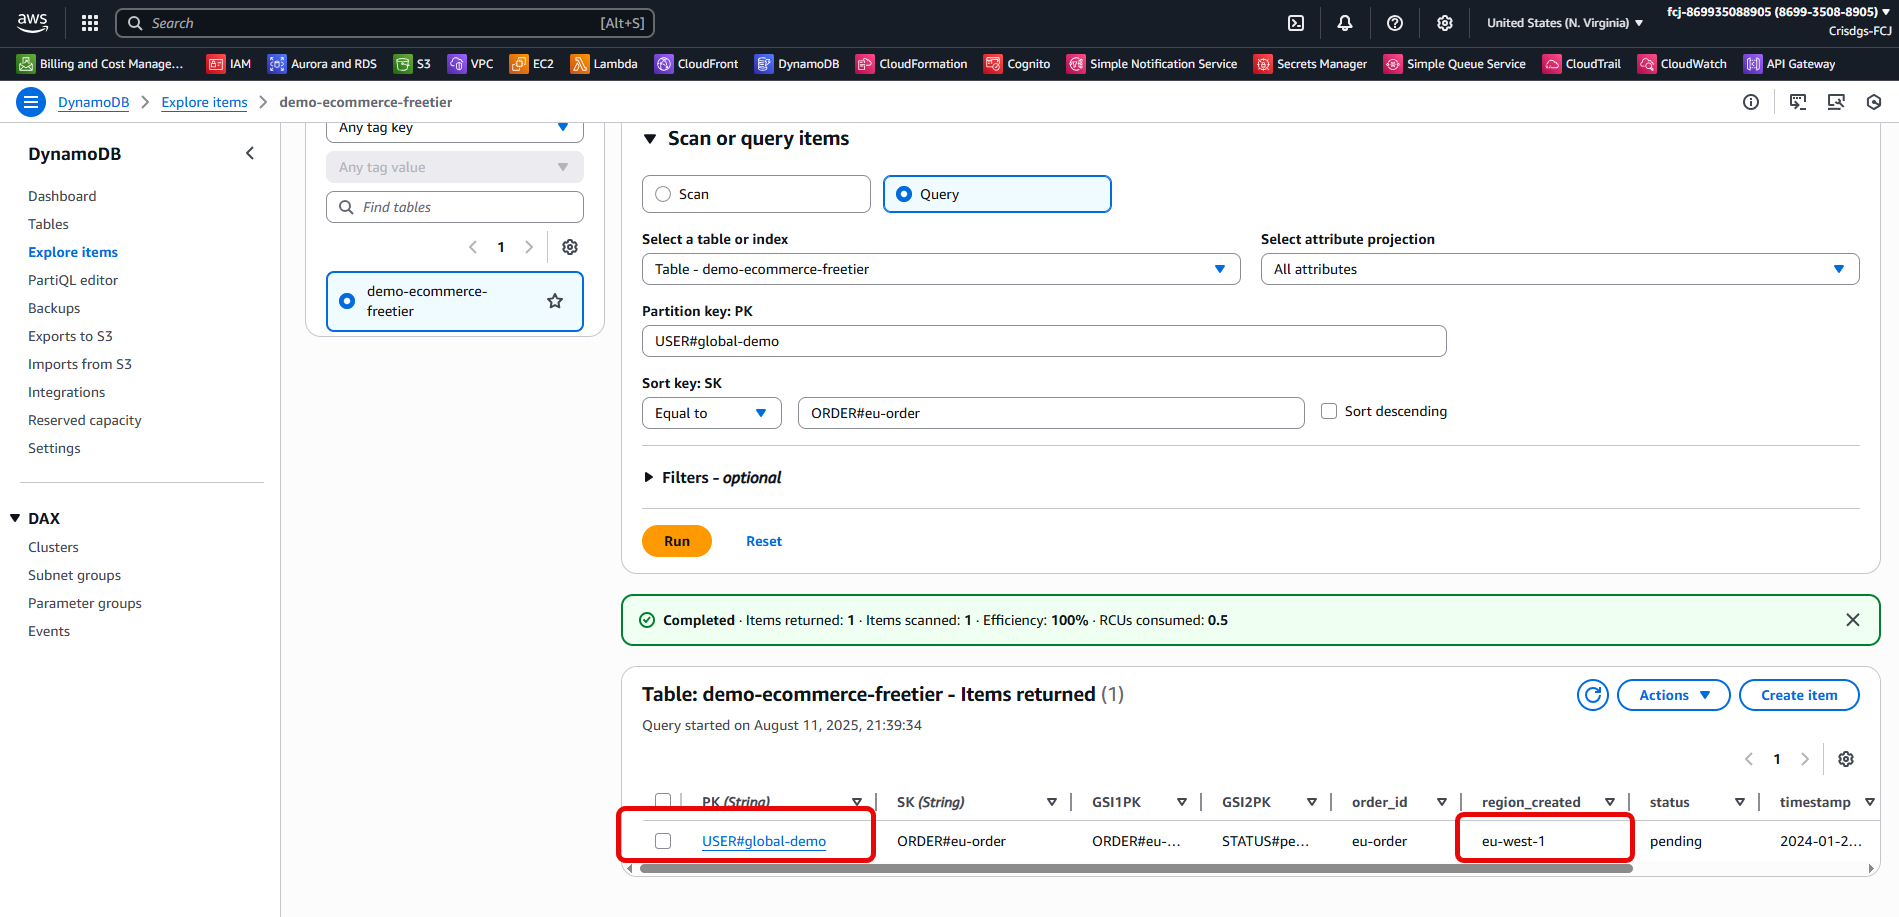 aws
Search [Alt+S]
United States (N. Virginia)
fcj-869935088905 (8699-3508-8905)
Crisdgs-FCJ
Billing and Cost Manage... IAM Aurora and RDS S3 VPC EC2 Lambda CloudFront DynamoDB CloudFormation Cognito Simple Notification Service Secrets Manager Simple Queue Service CloudTrail CloudWatch API Gateway
DynamoDB Explore items demo-ecommerce-freetier
DynamoDB
Dashboard
Tables
Explore items
PartiQL editor
Backups
Exports to S3
Imports from S3
Integrations
Reserved capacity
Settings
DAX
Clusters
Subnet groups
Parameter groups
Events
Any tag key
Any tag value
Find tables
1
demo-ecommerce-
freetier
Scan or query items
Scan Query
Select a table or index Select attribute projection
Table - demo-ecommerce-freetier All attributes
Partition key: PK
USER#global-demo
Sort key: SK
Equal to ORDER#eu-order Sort descending
Filters - optional
Run Reset
Completed · Items returned: 1 · Items scanned: 1 · Efficiency: 100% · RCUs consumed: 0.5
Table: demo-ecommerce-freetier - Items returned (1)
Actions Create item
Query started on August 11, 2025, 21:39:34
1
PK (String) SK (String) GSI1PK GSI2PK order_id region_created status timestamp
USER#global-demo ORDER#eu-order ORDER#eu-... STATUS#pe... eu-order eu-west-1 pending 2024-01-2...